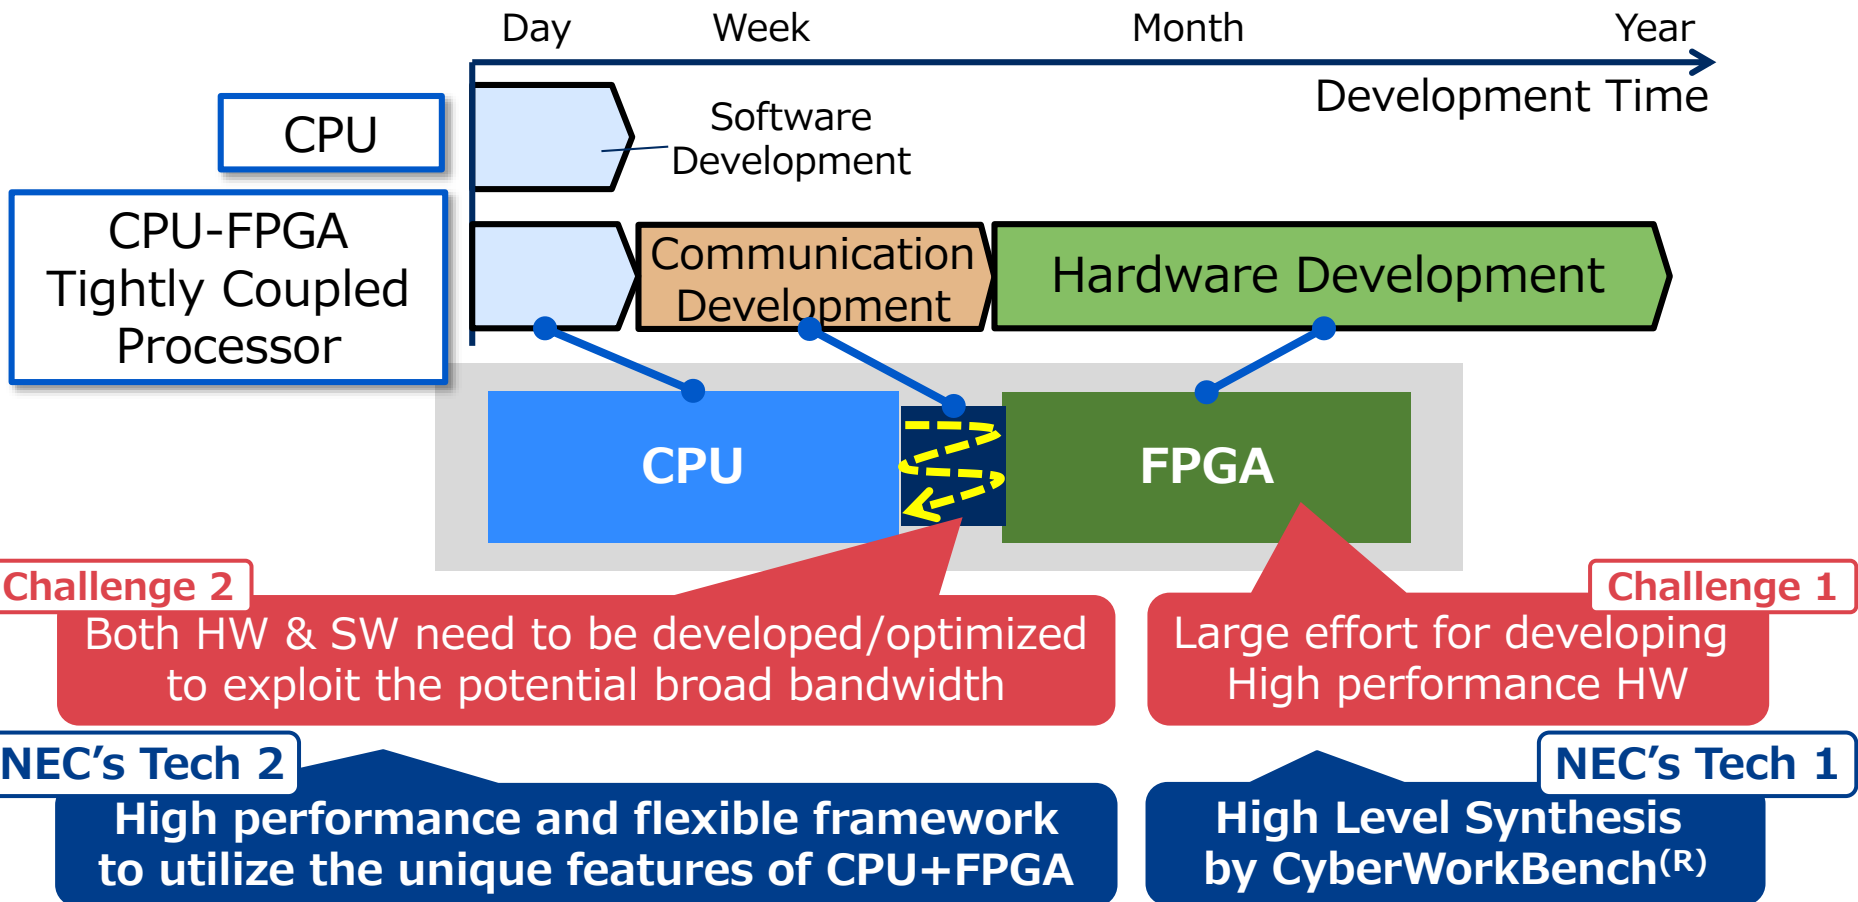 Day Week Month Year
Development Time
CPU
Software
Development
CPU-FPGA
Tightly Coupled
Processor
Communication
Development
Hardware Development
CPU
FPGA
Challenge 2
Both HW & SW need to be developed/optimized
to exploit the potential broad bandwidth
Challenge 1
Large effort for developing
High performance HW
NEC’s Tech 2
High performance and flexible framework
to utilize the unique features of CPU+FPGA
NEC’s Tech 1
High Level Synthesis
by CyberWorkBench(R)